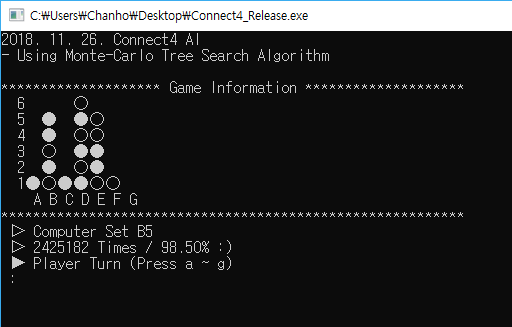 C:₩Users₩Chanho₩Desktop₩Connect4_Release.exe
2018. 11. 26. Connect4 AI
- Using Monte-Carlo Tree Search Algorithm
******************** Game Information ********************
6 ○
5 ● ●○
4 ● ○○
3 ○ ●●
2 ● ○●
1●○●●○○
A B C D E F G
**********************************************************
▷ Computer Set B5
▷ 2425182 Times / 98.50% :)
▶ Player Turn (Press a ~ g)
: